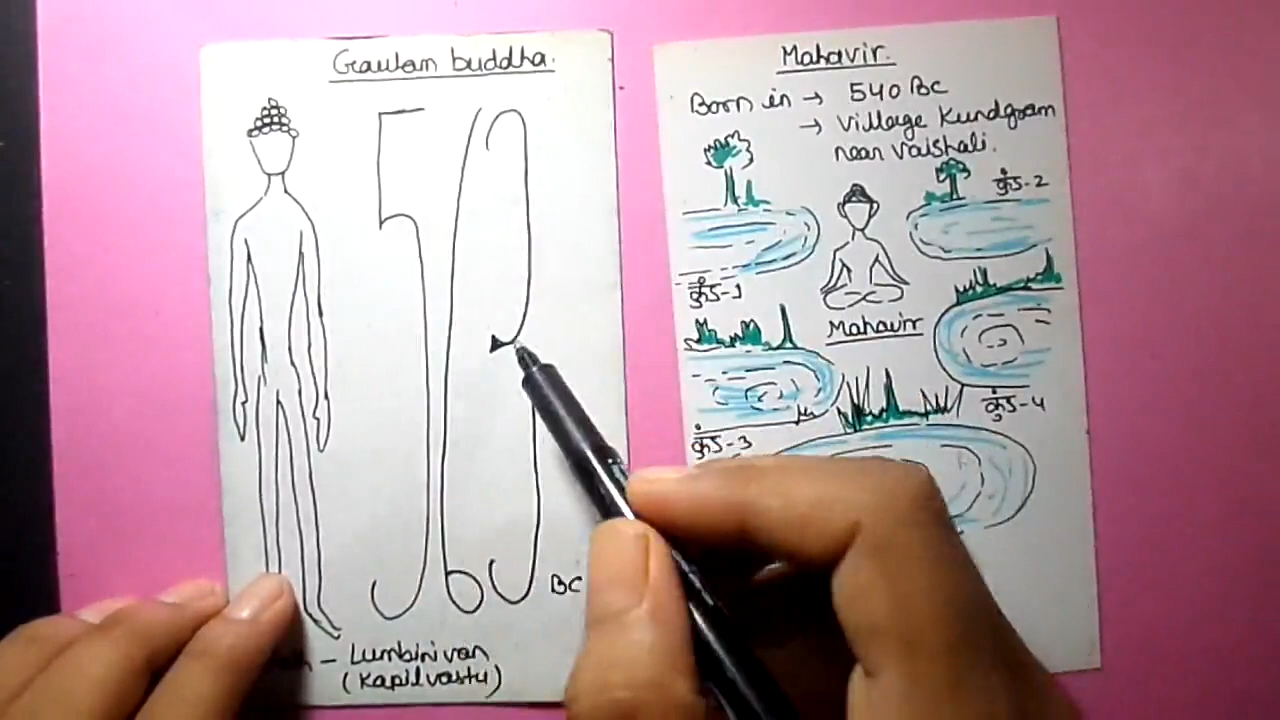 Gautam buddha.
563
BC
– Lumbini van
(Kapilvastu)
Mahavir.
Born in → 540 BC
→ Village Kundgram
near Vaishali.
कुंड-1
कुंड-2
Mahavir
कुंड-3
कुंड-4